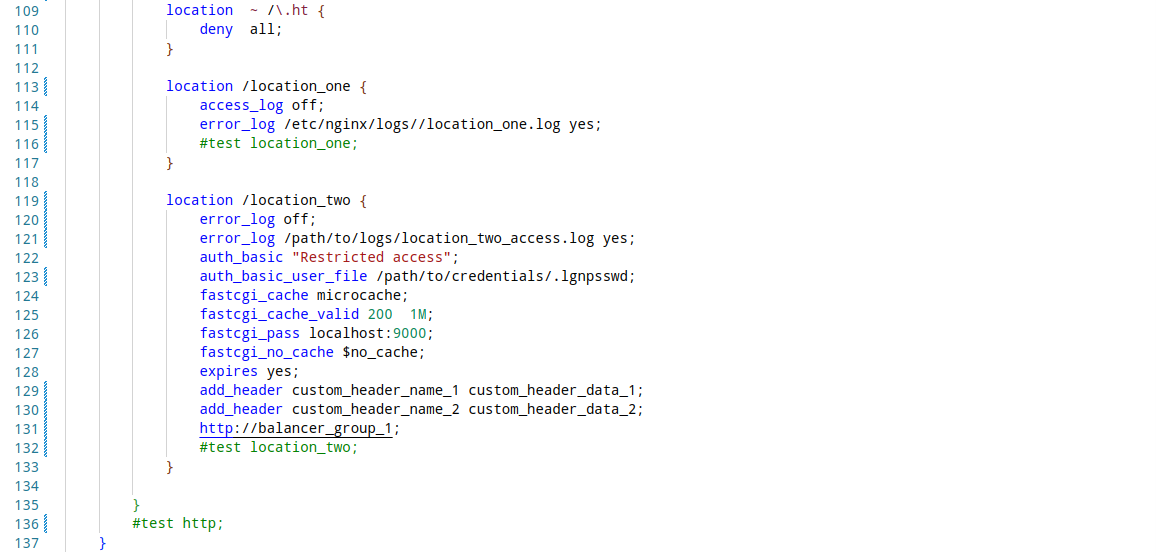 109 location  ~ /\.ht {
110 deny  all;
111 }
112
113 location /location_one {
114 access_log off;
115 error_log /etc/nginx/logs//location_one.log yes;
116 #test location_one;
117 }
118
119 location /location_two {
120 error_log off;
121 error_log /path/to/logs/location_two_access.log yes;
122 auth_basic "Restricted access";
123 auth_basic_user_file /path/to/credentials/.lgnpsswd;
124 fastcgi_cache microcache;
125 fastcgi_cache_valid 200  1M;
126 fastcgi_pass localhost:9000;
127 fastcgi_no_cache $no_cache;
128 expires yes;
129 add_header custom_header_name_1 custom_header_data_1;
130 add_header custom_header_name_2 custom_header_data_2;
131 http://balancer_group_1;
132 #test location_two;
133 }
134
135 }
136 #test http;
137 }